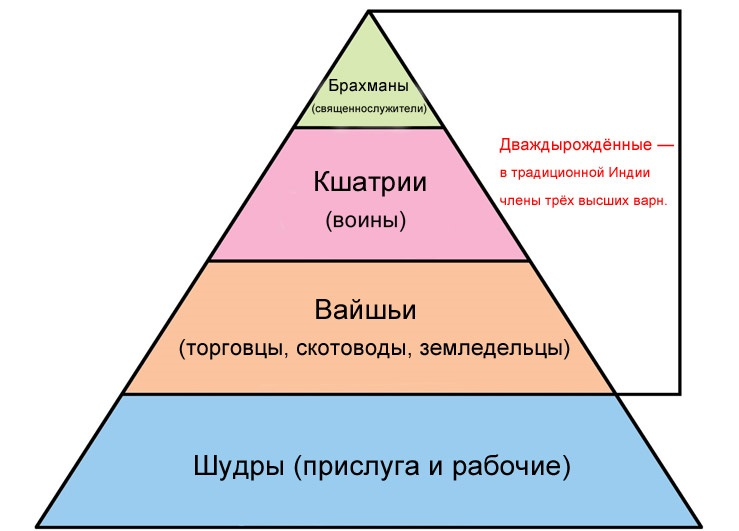 Брахманы
(священнослужители)
Дваждырождённые —
в традиционной Индии
члены трёх высших варн.
Кшатрии
(воины)
Вайшьи
(торговцы, скотоводы, земледельцы)
Шудры (прислуга и рабочие)